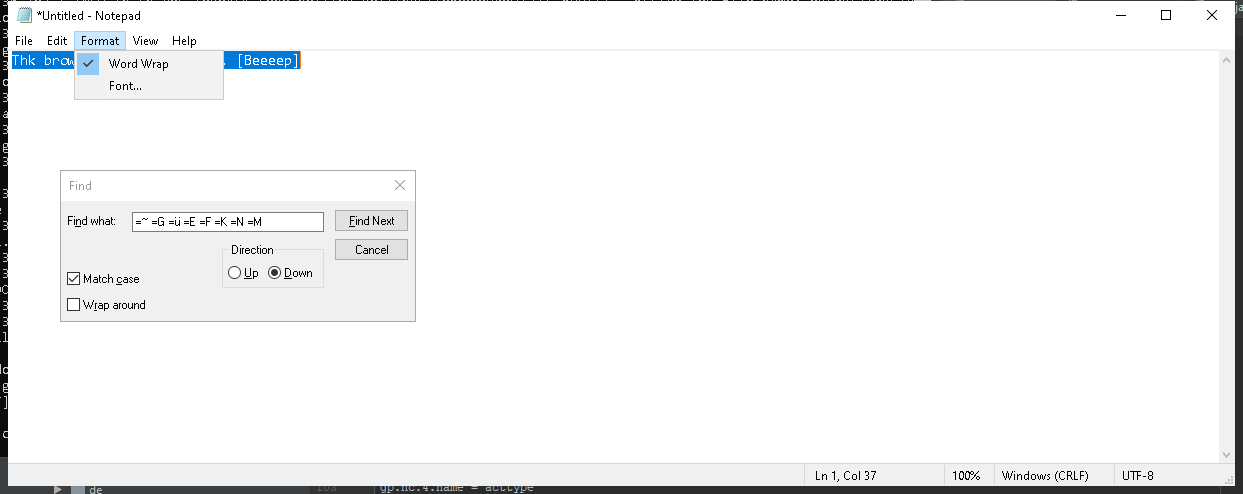 *Untitled - Notepad
File Edit Format View Help
Thk [Beeeep]
Word Wrap
Font...
Find
Find what: =~ =G =ü =E =F =K =N =M Find Next
Direction Cancel
Up Down
Match case
Wrap around
Ln 1, Col 37 100% Windows (CRLF) UTF-8
de 103 gp.nc.4.name = acttype